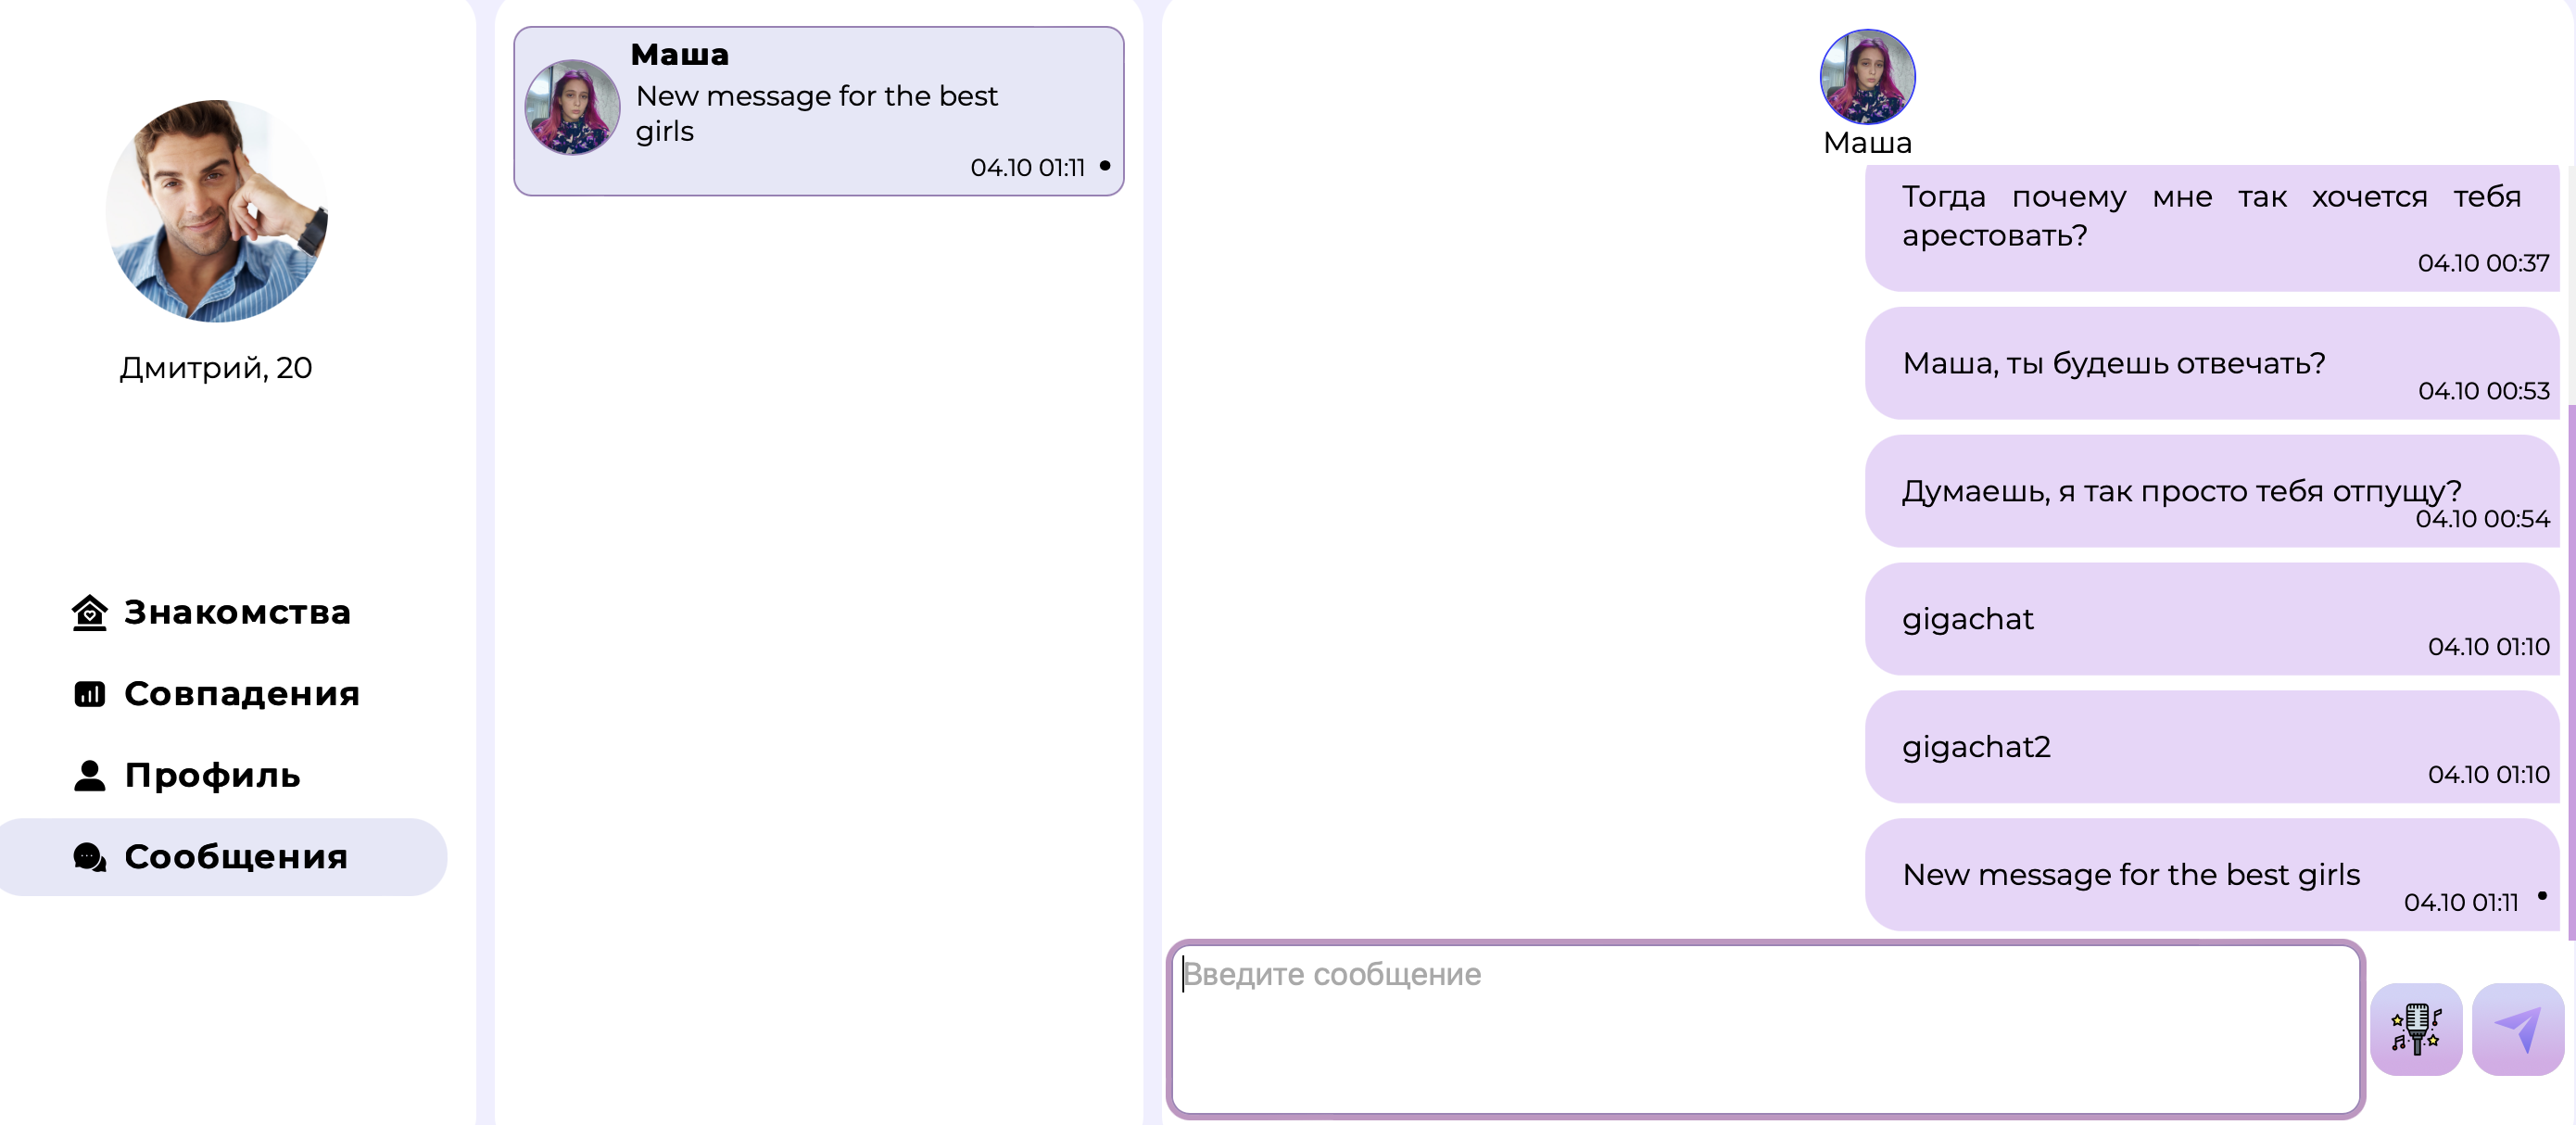 Дмитрий, 20
Знакомства
Совпадения
Профиль
Сообщения
Маша
New message for the best
girls
04.10 01:11
Маша
Тогда почему мне так хочется тебя
арестовать?
04.10 00:37
Маша, ты будешь отвечать?
04.10 00:53
Думаешь, я так просто тебя отпущу?
04.10 00:54
gigachat
04.10 01:10
gigachat2
04.10 01:10
New message for the best girls
04.10 01:11
Введите сообщение